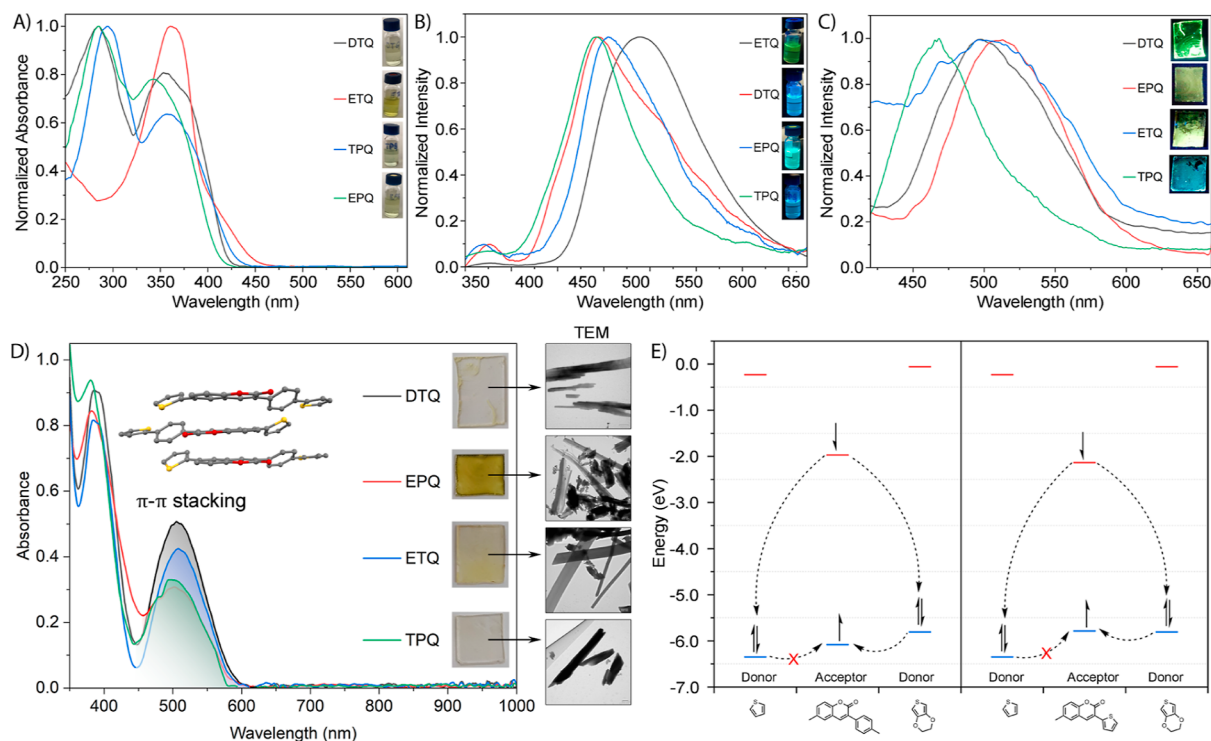 A)
Normalized Absorbance
1.0
0.8
0.6
0.4
0.2
0.0
250 300 350 400 450 500 550 600
Wavelength (nm)
DTQ
ETQ
TPQ
EPQ
B)
Normalized Intensity
1.0
0.8
0.6
0.4
0.2
0.0
350 400 450 500 550 600 650
Wavelength (nm)
ETQ
DTQ
EPQ
TPQ
C)
Normalized Intensity
1.0
0.8
0.6
0.4
0.2
0.0
450 500 550 600 650
Wavelength (nm)
DTQ
EPQ
ETQ
TPQ
D)
Absorbance
1.0
0.8
0.6
0.4
0.2
0.0
400 500 600 700 800 900 1000
Wavelength (nm)
π-π stacking
TEM
DTQ
EPQ
ETQ
TPQ
E)
Energy (eV)
0.0
-1.0
-2.0
-3.0
-4.0
-5.0
-6.0
-7.0
X
X
Donor Acceptor Donor Donor Acceptor Donor
S O O S O O S O O S S O O